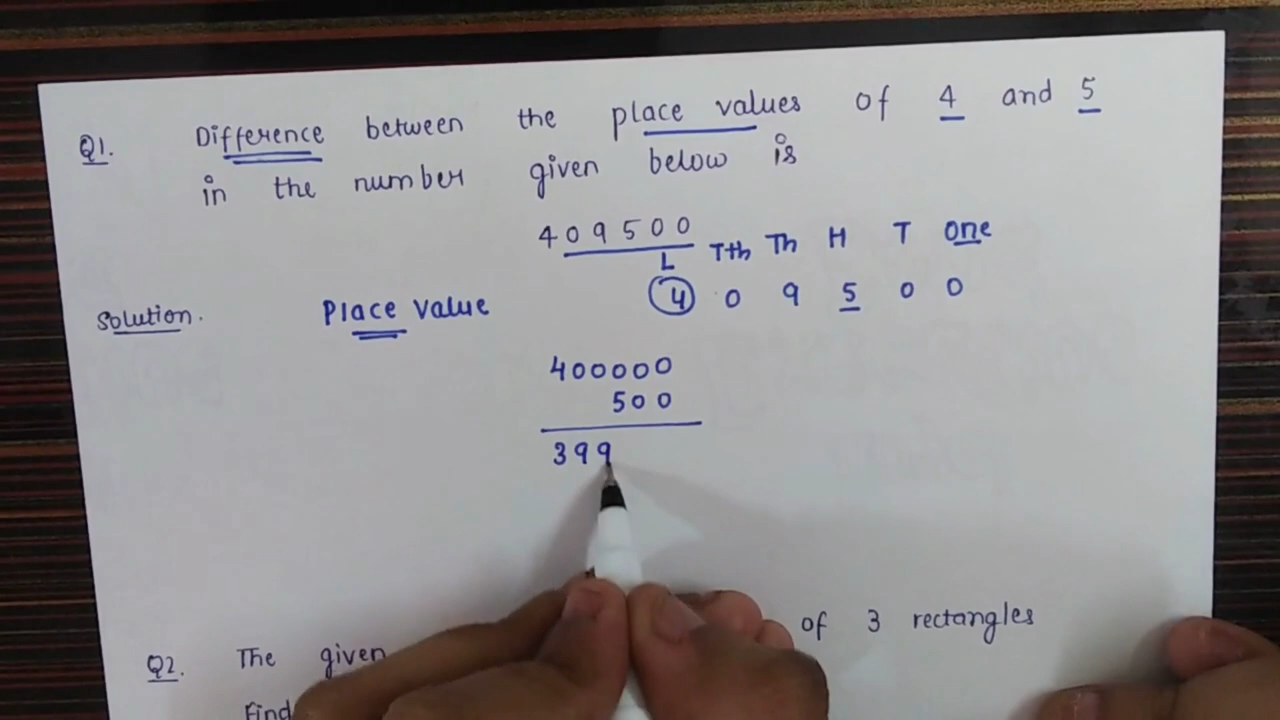 Q1. Difference between the place values of 4 and 5
in the number given below is
409500
L Tth Th H T One
Solution. Place Value 4 0 9 5 0 0
400000
500
399
Q2. The given of 3 rectangles
Find